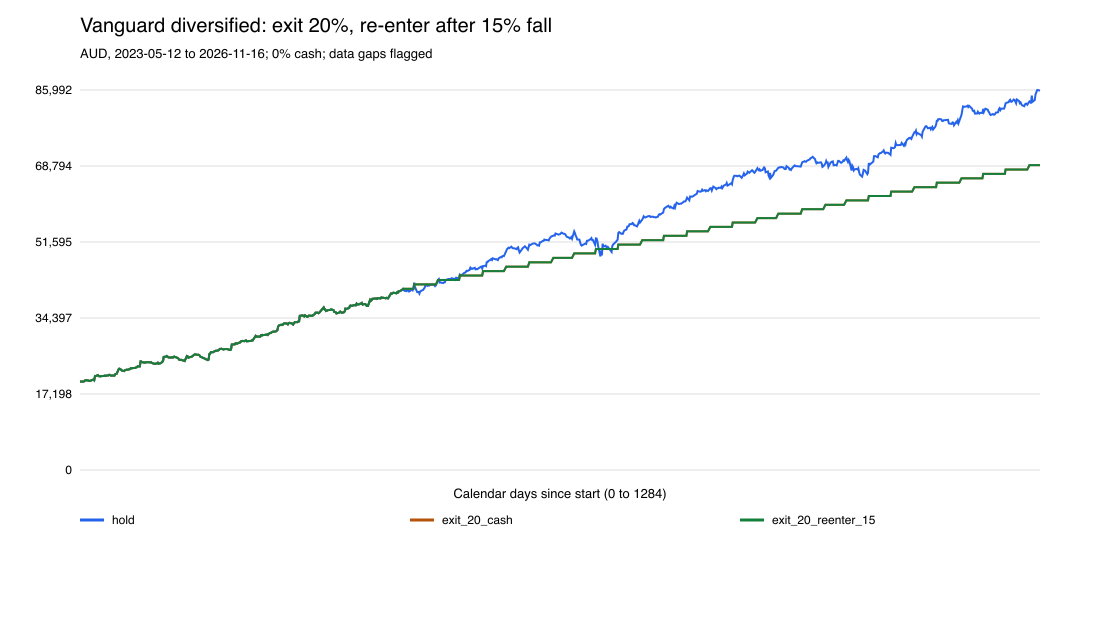 Vanguard diversified: exit 20%, re-enter after 15% fall
AUD, 2023-05-12 to 2026-11-16; 0% cash; data gaps flagged
85,992
68,794
51,595
34,397
17,198
0
Calendar days since start (0 to 1284)
hold
exit_20_cash
exit_20_reenter_15